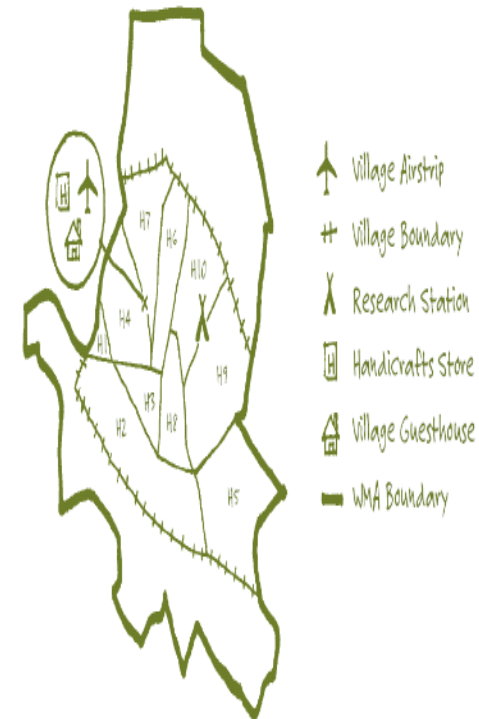 Village Airstrip
Village Boundary
Research Station
H Handicrafts Store
Village Guesthouse
WMA Boundary
H
H7
H6
H10
H4
H1
H9
H3
H2
H8
H5